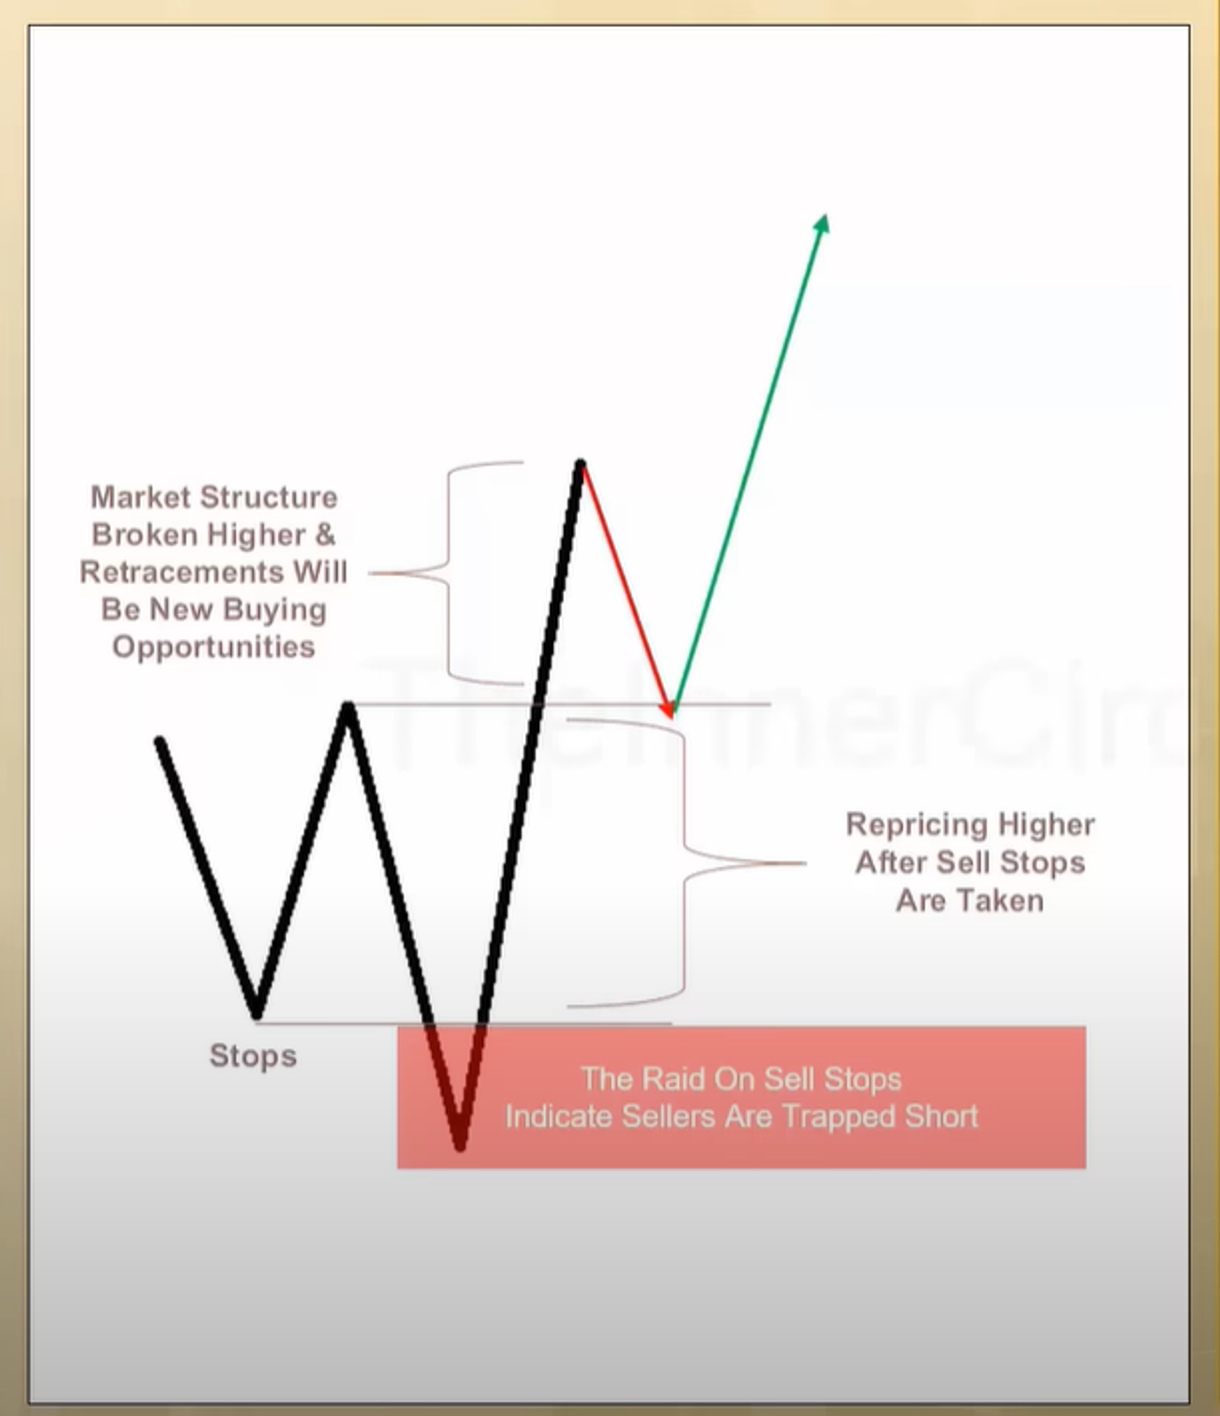 Market Structure
Broken Higher &
Retracements Will
Be New Buying
Opportunities
TheInnerCirc
Repricing Higher
After Sell Stops
Are Taken
Stops
The Raid On Sell Stops
Indicate Sellers Are Trapped Short